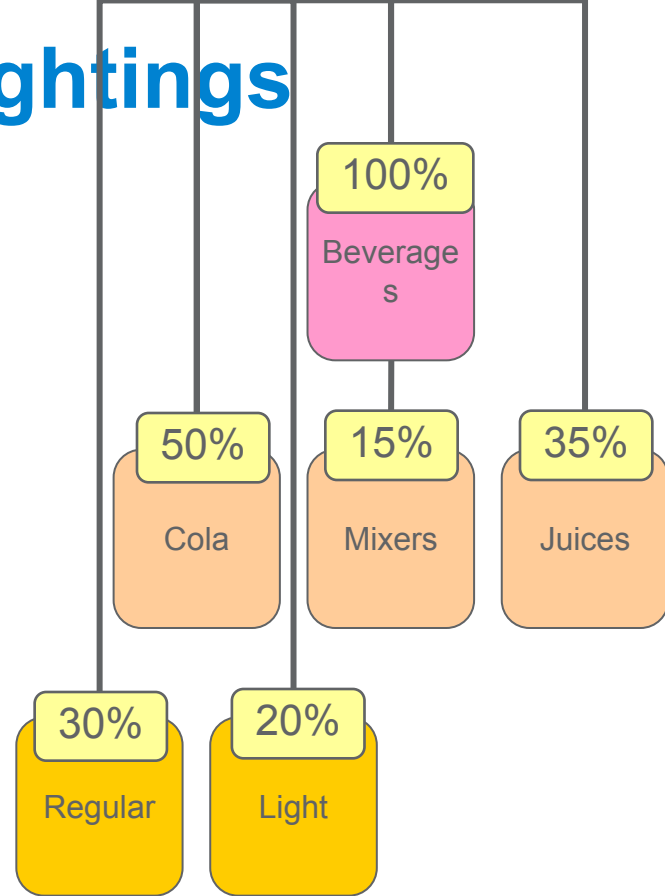 ghtings
100%
Beverage
s
50%
15%
35%
Cola
Mixers
Juices
30%
20%
Regular
Light